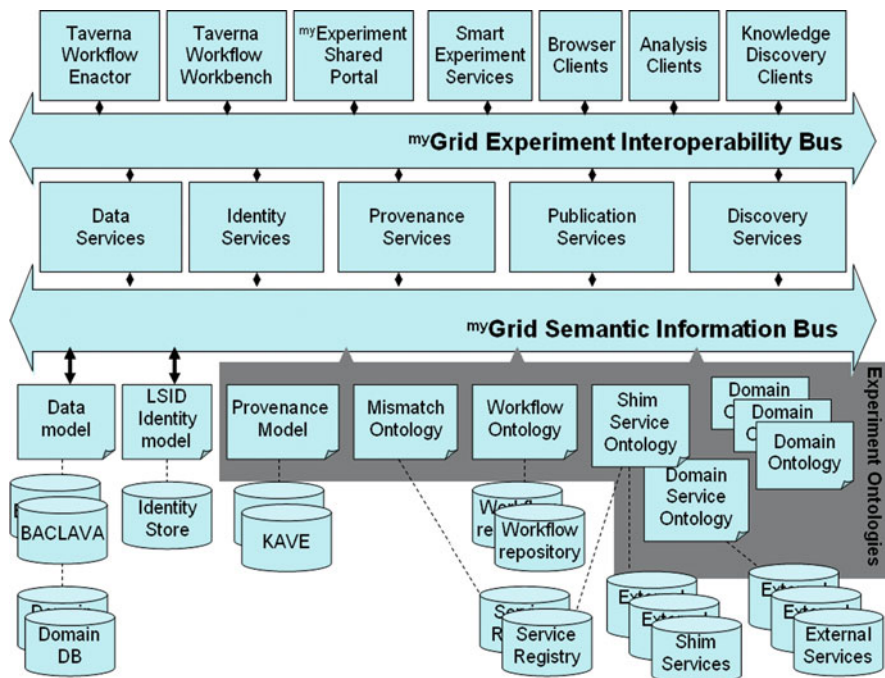 Taverna
Workflow
Enactor
Taverna
Workflow
Workbench
myExperiment
Shared
Portal
Smart
Experiment
Services
Browser
Clients
Analysis
Clients
Knowledge
Discovery
Clients
myGrid Experiment Interoperability Bus
Data
Services
Identity
Services
Provenance
Services
Publication
Services
Discovery
Services
myGrid Semantic Information Bus
Data
model
LSID
Identity
model
Provenance
Model
Mismatch
Ontology
Workflow
Ontology
Shim
Service
Ontology
Domain
Domain
Domain
Ontology
Domain
Service
Ontology
Experiment Ontologies
BACLAVA
Identity
Store
KAVE
Workflow
repository
Domain
DB
Service
Registry
Shim
Services
External
Services